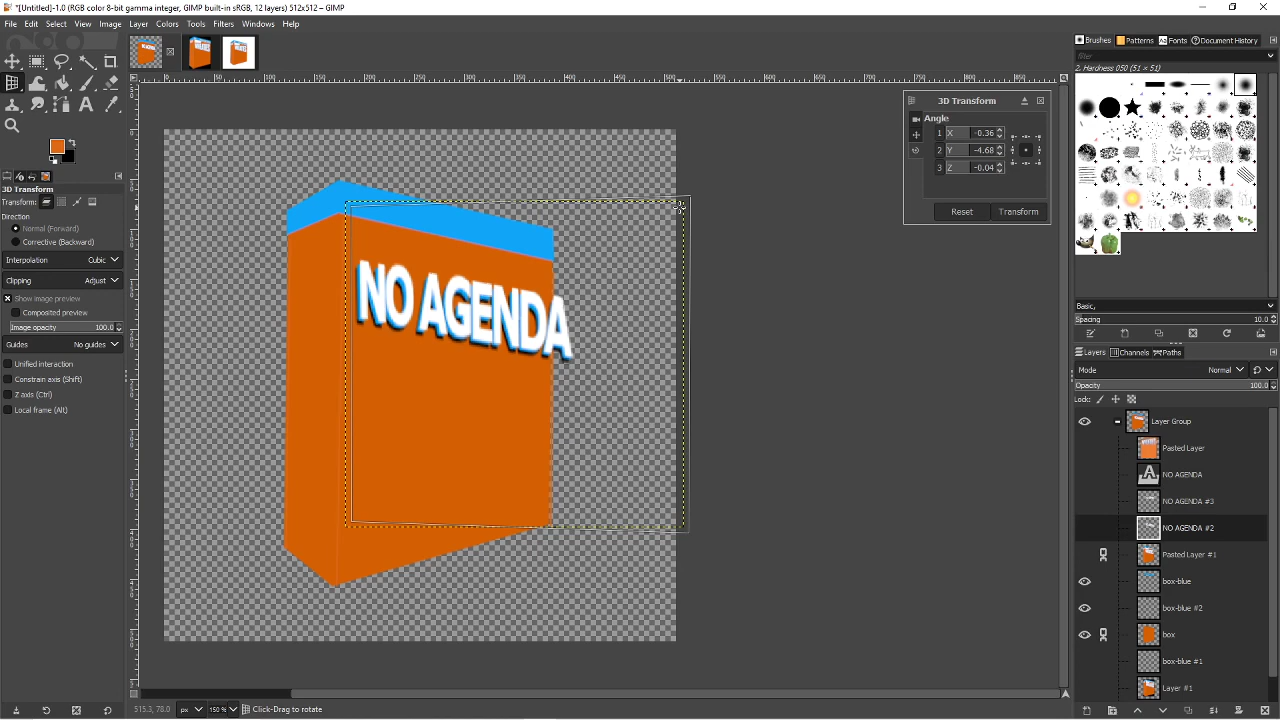 *[Untitled]-1.0 (RGB color 8-bit gamma integer, GIMP built-in sRGB, 12 layers) 512x512 – GIMP
File Edit Select View Image Layer Colors Tools Filters Windows Help
Brushes Patterns Fonts Document History
filter
2. Hardness 050 (51 × 51)
3D Transform
Angle
1 X -0.36
2 Y -4.68
3 Z -0.04
Reset Transform
3D Transform
Transform:
Direction
Normal (Forward)
Corrective (Backward)
Interpolation Cubic
Clipping Adjust
Show image preview
Composited preview
Image opacity 100.0
Guides No guides
Unified interaction
Constrain axis (Shift)
Z axis (Ctrl)
Local frame (Alt)
NO AGENDA
Basic,
Spacing 10.0
Layers Channels Paths
Mode Normal
Opacity 100.0
Lock:
Layer Group
Pasted Layer
NO AGENDA
NO AGENDA #3
NO AGENDA #2
Pasted Layer #1
box-blue
box-blue #2
box
box-blue #1
Layer #1
515.3, 78.0 px 150 % Click-Drag to rotate